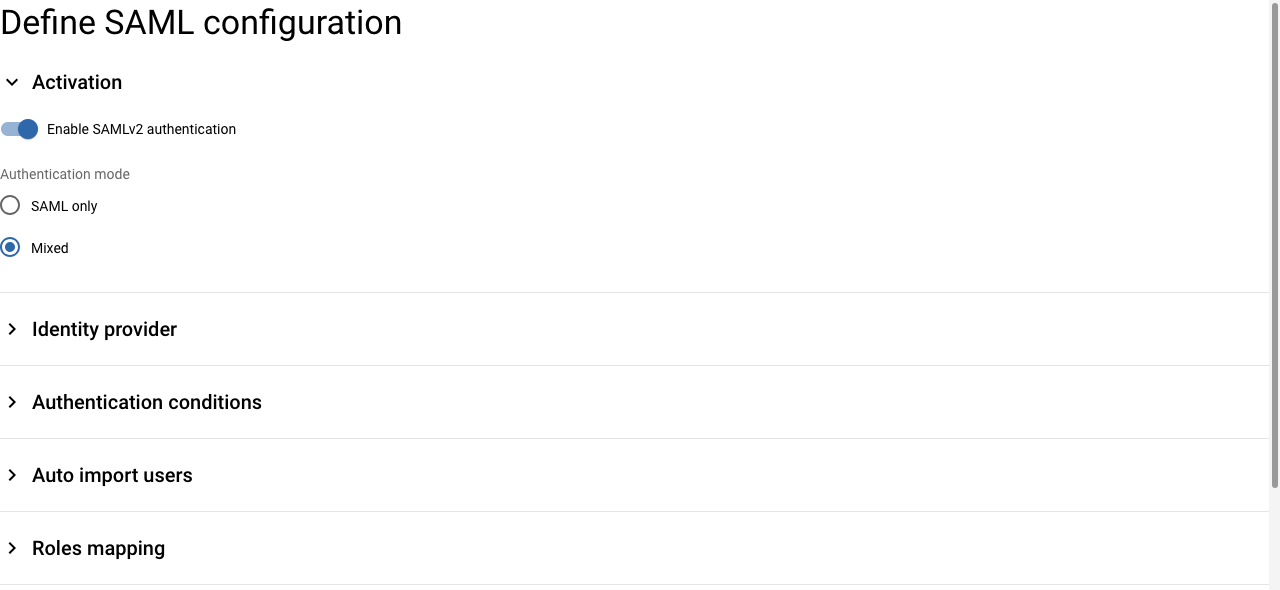 Define SAML configuration
Activation
Enable SAMLv2 authentication
Authentication mode
SAML only
Mixed
Identity provider
Authentication conditions
Auto import users
Roles mapping